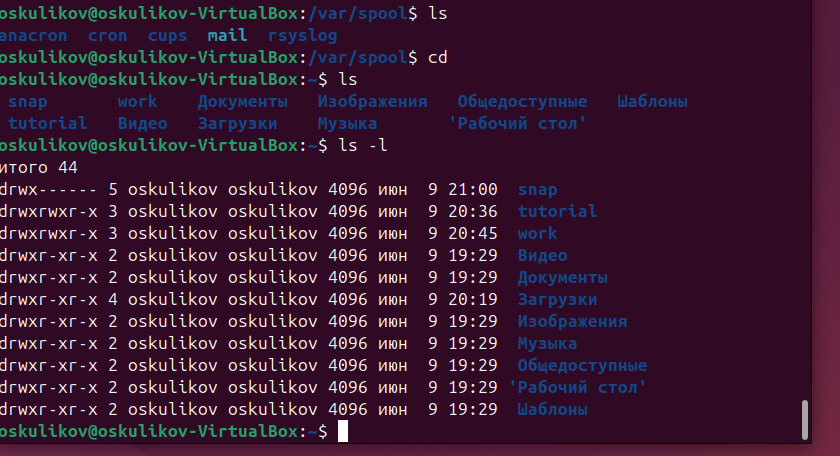 oskulikov@oskulikov-VirtualBox:/var/spool$ ls
anacron  cron  cups  mail  rsyslog
oskulikov@oskulikov-VirtualBox:/var/spool$ cd
oskulikov@oskulikov-VirtualBox:~$ ls
snap       work    Документы   Изображения   Общедоступные   Шаблоны
tutorial   Видео   Загрузки    Музыка       'Рабочий стол'
oskulikov@oskulikov-VirtualBox:~$ ls -l
итого 44
drwx------ 5 oskulikov oskulikov 4096 июн  9 21:00  snap
drwxrwxr-x 3 oskulikov oskulikov 4096 июн  9 20:36  tutorial
drwxrwxr-x 3 oskulikov oskulikov 4096 июн  9 20:45  work
drwxr-xr-x 2 oskulikov oskulikov 4096 июн  9 19:29  Видео
drwxr-xr-x 2 oskulikov oskulikov 4096 июн  9 19:29  Документы
drwxr-xr-x 4 oskulikov oskulikov 4096 июн  9 20:19  Загрузки
drwxr-xr-x 2 oskulikov oskulikov 4096 июн  9 19:29  Изображения
drwxr-xr-x 2 oskulikov oskulikov 4096 июн  9 19:29  Музыка
drwxr-xr-x 2 oskulikov oskulikov 4096 июн  9 19:29  Общедоступные
drwxr-xr-x 2 oskulikov oskulikov 4096 июн  9 19:29 'Рабочий стол'
drwxr-xr-x 2 oskulikov oskulikov 4096 июн  9 19:29  Шаблоны
oskulikov@oskulikov-VirtualBox:~$